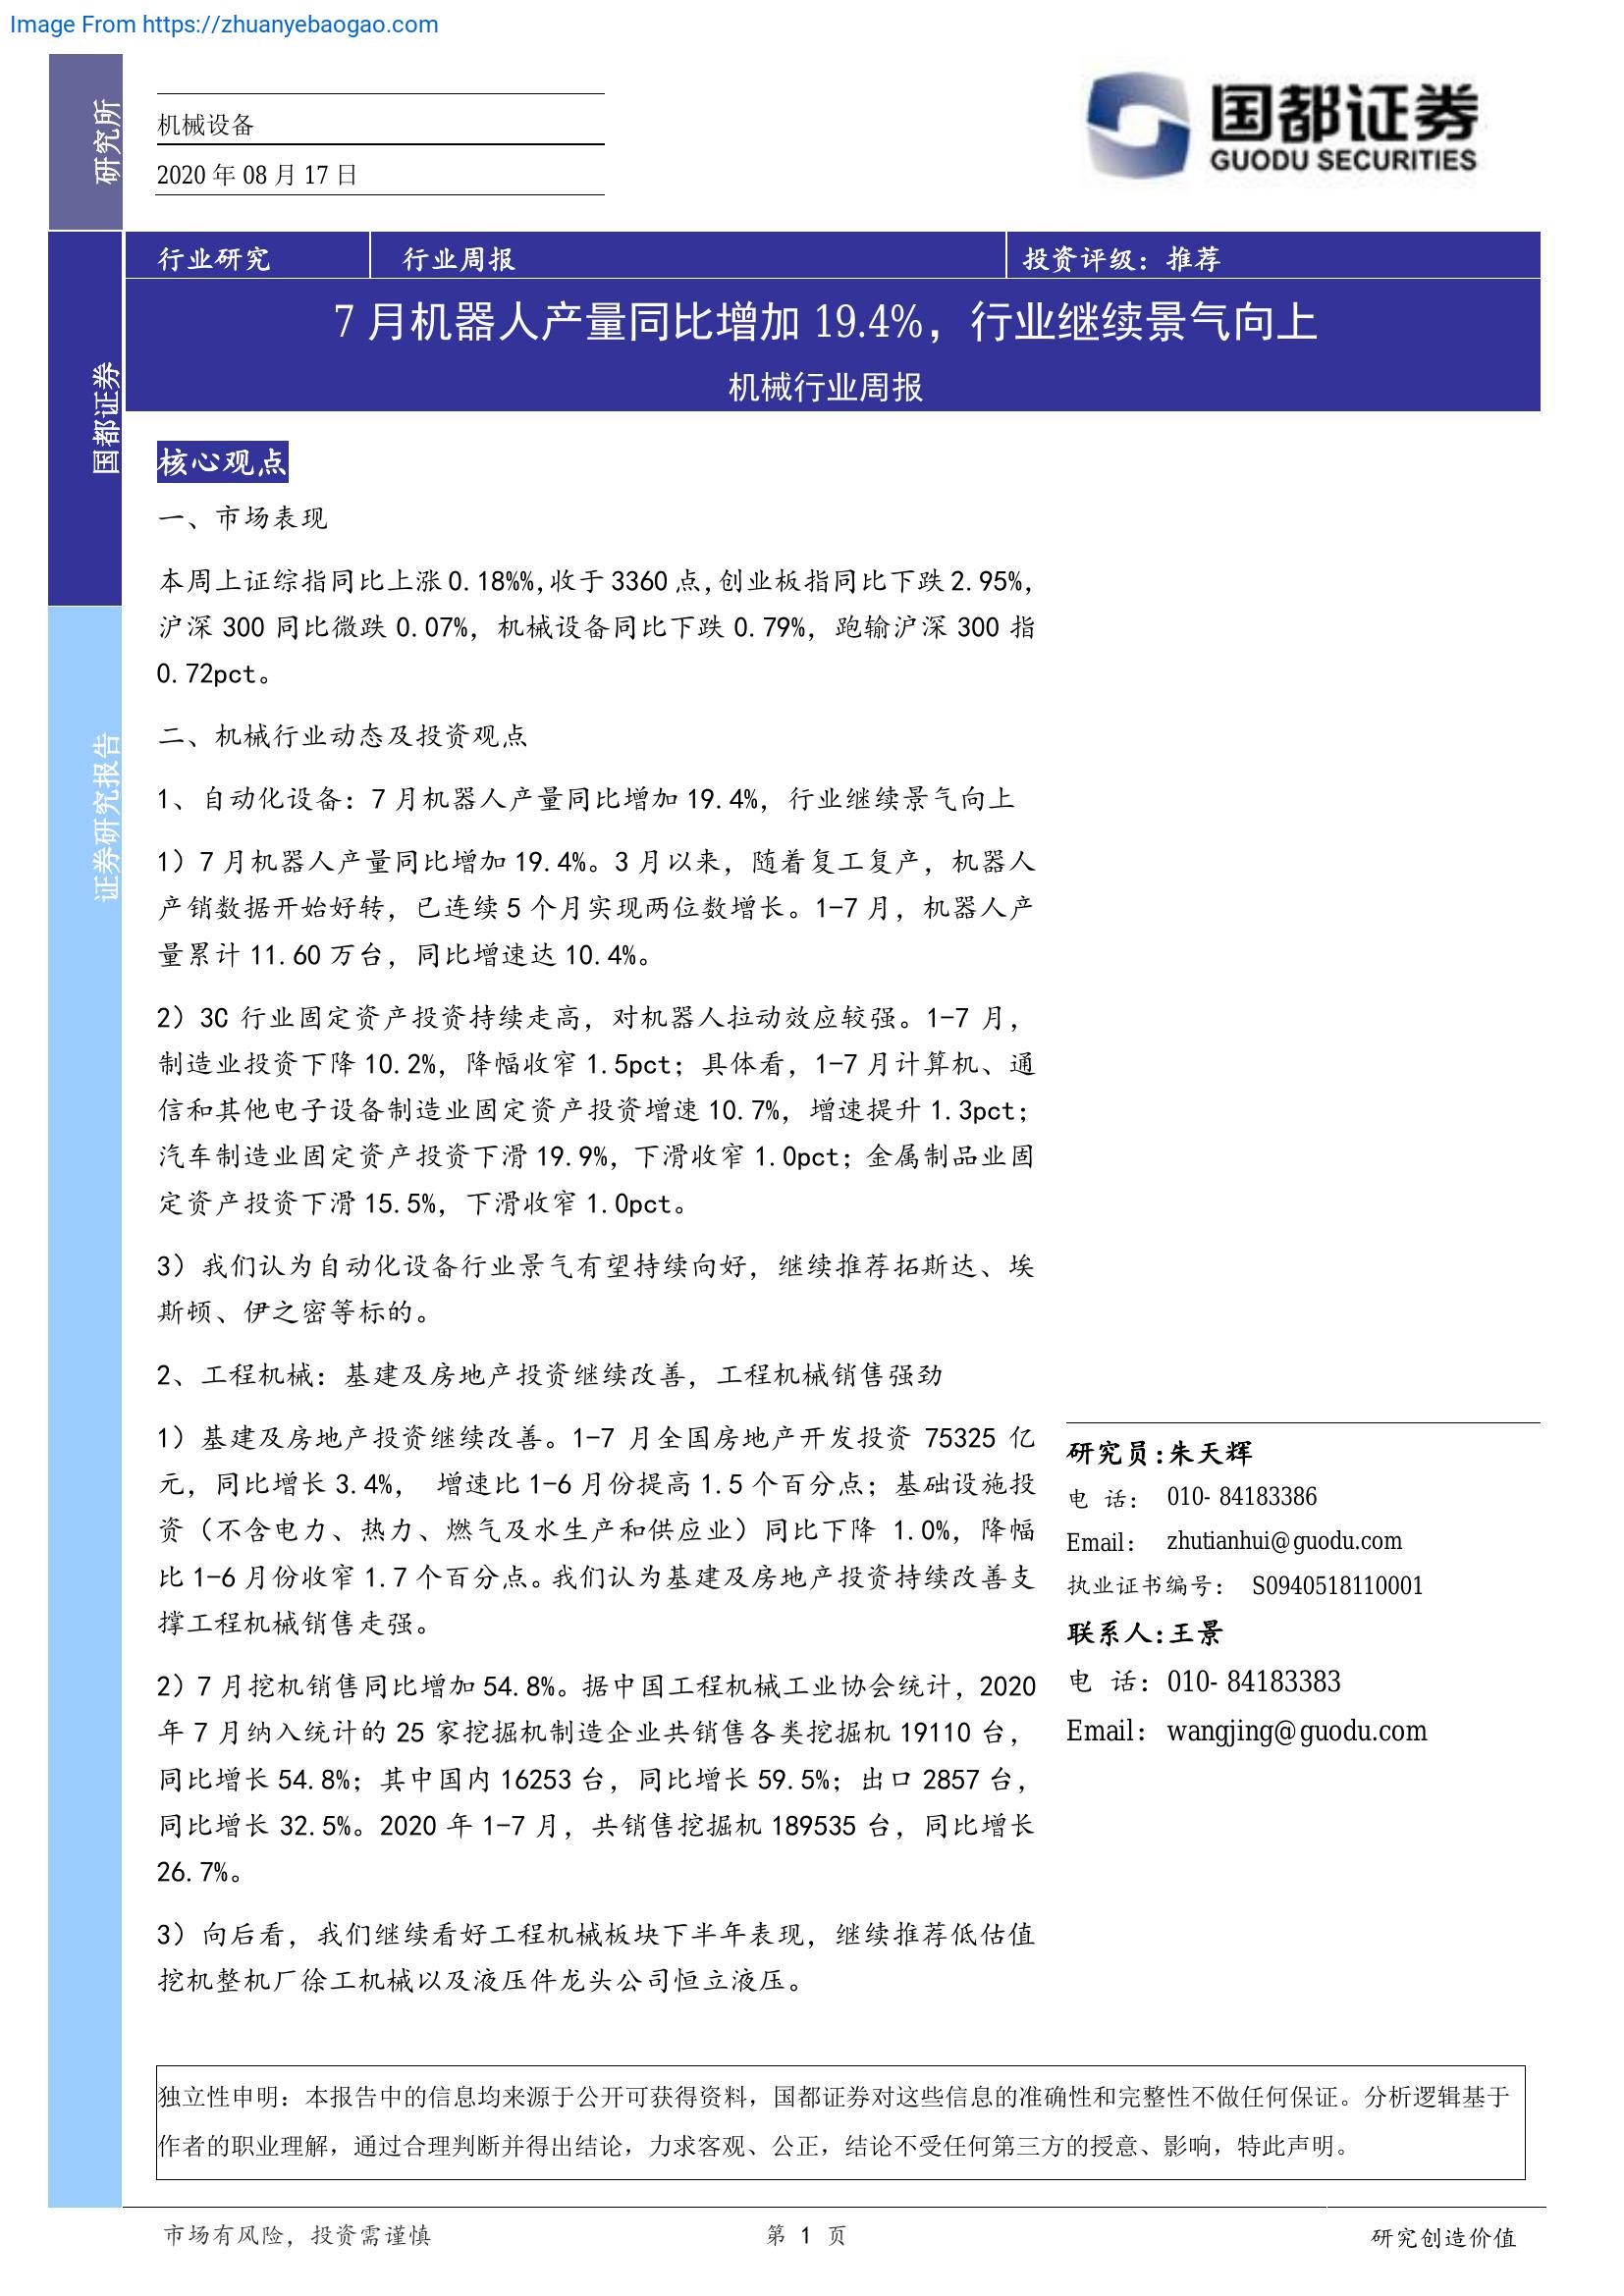 Image From https://zhuanyebaogao.com
研究所
机械设备
2020 年 08 月 17 日
国都证券
GUODU SECURITIES
行业研究
行业周报
投资评级：推荐
7 月机器人产量同比增加 19.4%，行业继续景气向上
机械行业周报
国都证券
证券研究报告
核心观点
一、市场表现
本周上证综指同比上涨 0.18%%，收于 3360 点，创业板指同比下跌 2.95%，
沪深 300 同比微跌 0.07%，机械设备同比下跌 0.79%，跑输沪深 300 指
0.72pct。
二、机械行业动态及投资观点
1、自动化设备：7 月机器人产量同比增加 19.4%，行业继续景气向上
1）7 月机器人产量同比增加 19.4%。3 月以来，随着复工复产，机器人
产销数据开始好转，已连续 5 个月实现两位数增长。1-7 月，机器人产
量累计 11.60 万台，同比增速达 10.4%。
2）3C 行业固定资产投资持续走高，对机器人拉动效应较强。1-7 月，
制造业投资下降 10.2%，降幅收窄 1.5pct；具体看，1-7 月计算机、通
信和其他电子设备制造业固定资产投资增速 10.7%，增速提升 1.3pct；
汽车制造业固定资产投资下滑 19.9%，下滑收窄 1.0pct；金属制品业固
定资产投资下滑 15.5%，下滑收窄 1.0pct。
3）我们认为自动化设备行业景气有望持续向好，继续推荐拓斯达、埃
斯顿、伊之密等标的。
2、工程机械：基建及房地产投资继续改善，工程机械销售强劲
1）基建及房地产投资继续改善。1-7 月全国房地产开发投资 75325 亿
元，同比增长 3.4%， 增速比 1-6 月份提高 1.5 个百分点；基础设施投
资（不含电力、热力、燃气及水生产和供应业）同比下降 1.0%，降幅
比 1-6 月份收窄 1.7 个百分点。我们认为基建及房地产投资持续改善支
撑工程机械销售走强。
2）7 月挖机销售同比增加 54.8%。据中国工程机械工业协会统计，2020
年 7 月纳入统计的 25 家挖掘机制造企业共销售各类挖掘机 19110 台，
同比增长 54.8%；其中国内 16253 台，同比增长 59.5%；出口 2857 台，
同比增长 32.5%。2020 年 1-7 月，共销售挖掘机 189535 台，同比增长
26.7%。
3）向后看，我们继续看好工程机械板块下半年表现，继续推荐低估值
挖机整机厂徐工机械以及液压件龙头公司恒立液压。
研究员:朱天辉
电 话： 010- 84183386
Email： zhutianhui@guodu.com
执业证书编号： S0940518110001
联系人:王景
电 话：010- 84183383
Email： wangjing@guodu.com
独立性申明：本报告中的信息均来源于公开可获得资料，国都证券对这些信息的准确性和完整性不做任何保证。分析逻辑基于
作者的职业理解，通过合理判断并得出结论，力求客观、公正，结论不受任何第三方的授意、影响，特此声明。
市场有风险，投资需谨慎
第 1 页
研究创造价值